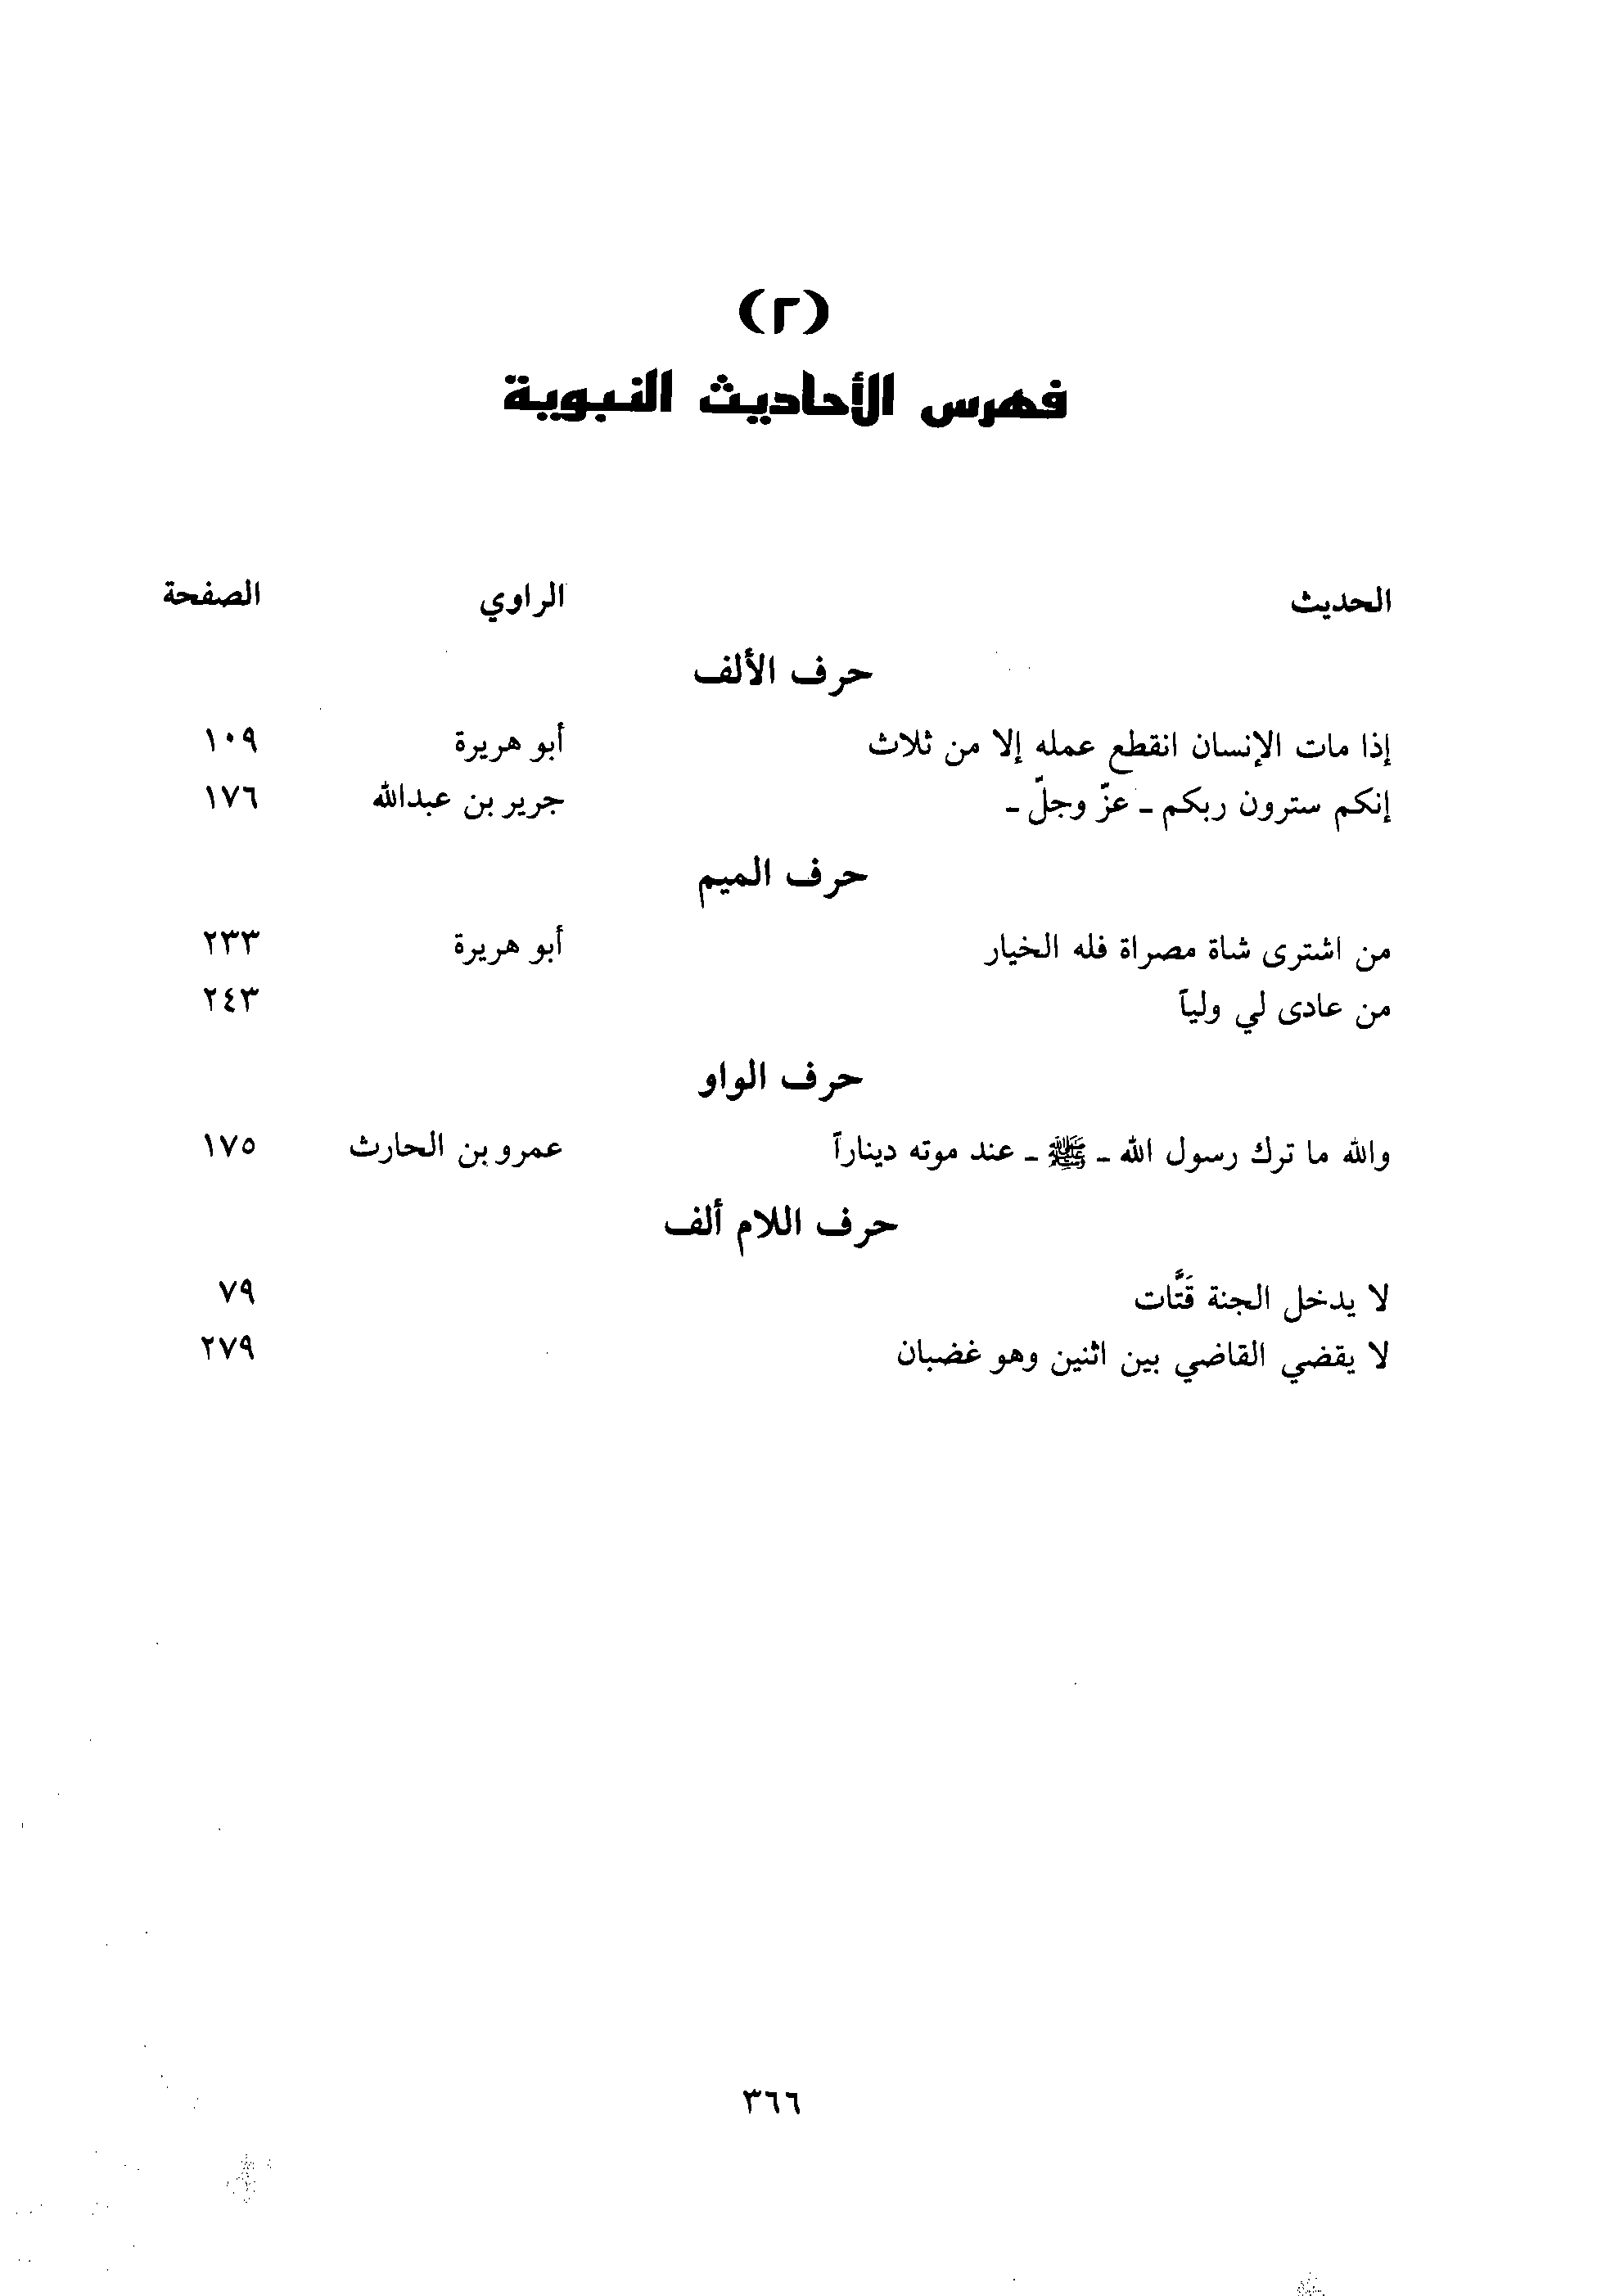 (٢)
فهرس الأحاديث النبوية
الحديث الراوي الصفحة
حرف الألف
إذا مات الإنسان انقطع عمله إلا من ثلاث أبو هريرة ١٠٩
إنكم سترون ربكم ـ عزّ وجلّ ـ جرير بن عبدالله ١٧٦
حرف الميم
من اشترى شاة مصراة فله الخيار أبو هريرة ٢٣٣
من عادى لي ولياً ٢٤٣
حرف الواو
والله ما ترك رسول الله ـ ﷺ ـ عند موته ديناراً عمرو بن الحارث ١٧٥
حرف اللام ألف
لا يدخل الجنة قَتَّات ٧٩
لا يقضي القاضي بين اثنين وهو غضبان ٢٧٩
٣٦٦